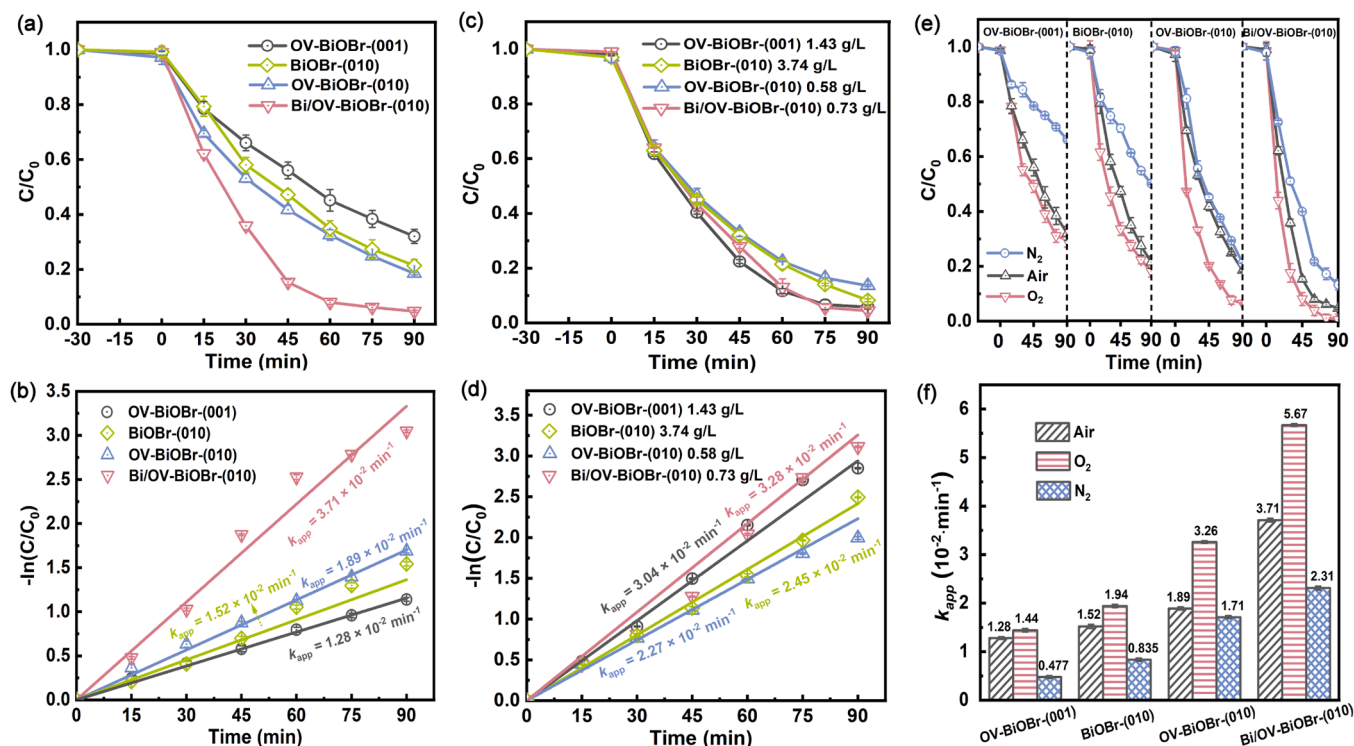 (a)
OV-BiOBr-(001)
BiOBr-(010)
OV-BiOBr-(010)
Bi/OV-BiOBr-(010)
C/C0
1.0
0.8
0.6
0.4
0.2
0.0
-30 -15 0 15 30 45 60 75 90
Time (min)
(c)
OV-BiOBr-(001) 1.43 g/L
BiOBr-(010) 3.74 g/L
OV-BiOBr-(010) 0.58 g/L
Bi/OV-BiOBr-(010) 0.73 g/L
C/C0
1.0
0.8
0.6
0.4
0.2
0.0
-30 -15 0 15 30 45 60 75 90
Time (min)
(e)
OV-BiOBr-(001) BiOBr-(010) OV-BiOBr-(010) Bi/OV-BiOBr-(010)
C/C0
1.0
0.8
0.6
0.4
0.2
0.0
N2
Air
O2
0 45 90 0 45 90 0 45 90 0 45 90
Time (min)
(b)
OV-BiOBr-(001)
BiOBr-(010)
OV-BiOBr-(010)
Bi/OV-BiOBr-(010)
-ln(C/C0)
3.5
3.0
2.5
2.0
1.5
1.0
0.5
0.0
kapp = 3.71 × 10-2 min-1
kapp = 1.89 × 10-2 min-1
kapp = 1.52 × 10-2 min-1
kapp = 1.28 × 10-2 min-1
15 30 45 60 75 90
Time (min)
(d)
OV-BiOBr-(001) 1.43 g/L
BiOBr-(010) 3.74 g/L
OV-BiOBr-(010) 0.58 g/L
Bi/OV-BiOBr-(010) 0.73 g/L
-ln(C/C0)
3.5
3.0
2.5
2.0
1.5
1.0
0.5
0.0
kapp = 3.28 × 10-2 min-1
kapp = 3.04 × 10-2 min-1
kapp = 2.45 × 10-2 min-1
kapp = 2.27 × 10-2 min-1
15 30 45 60 75 90
Time (min)
(f)
Air
O2
N2
kapp (10-2·min-1)
6
5
4
3
2
1
0
1.28 1.44 0.477
1.52 1.94 0.835
1.89 3.26 1.71
3.71 5.67 2.31
OV-BiOBr-(001) BiOBr-(010) OV-BiOBr-(010) Bi/OV-BiOBr-(010)